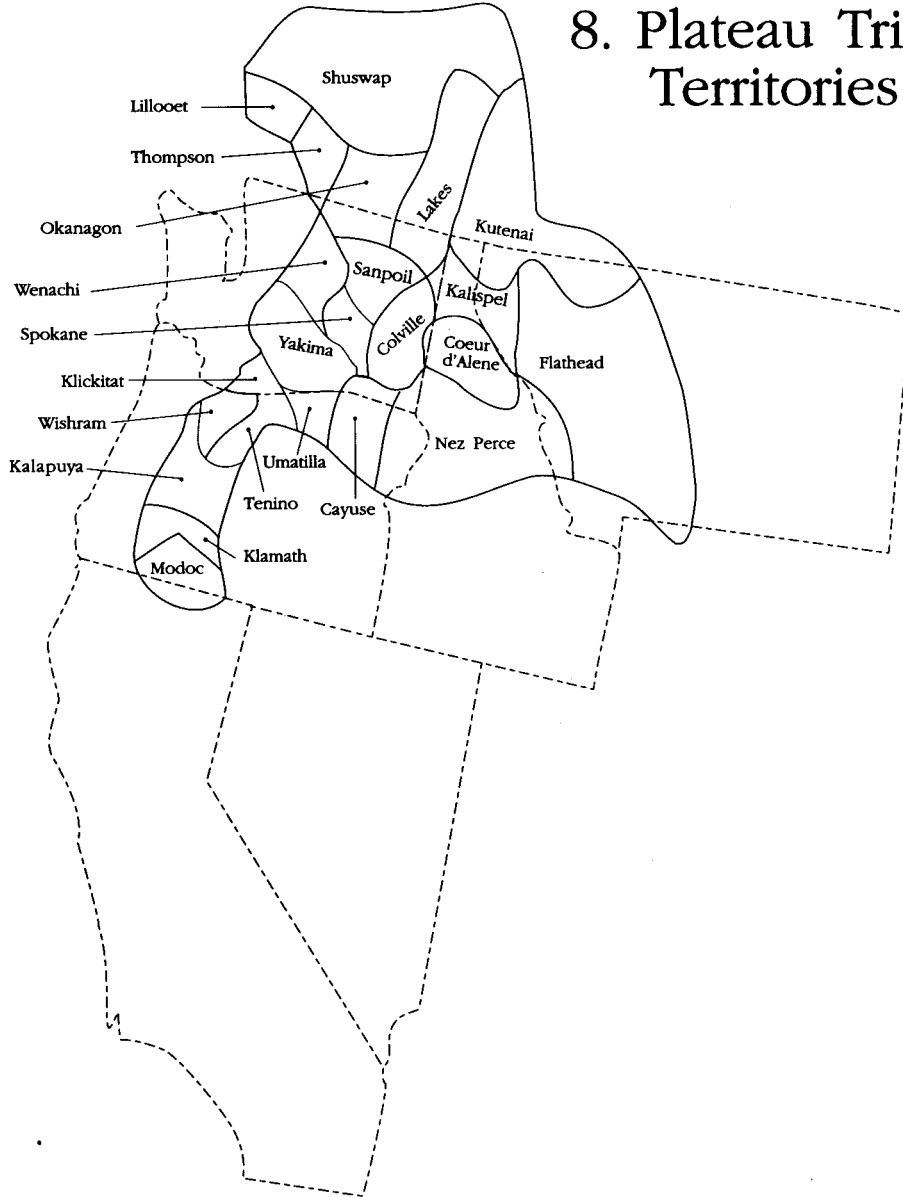 8. Plateau Tri
Territories
Shuswap
Lillooet
Thompson
Okanagon
Lakes
Kutenai
Wenachi
Sanpoil
Kalispel
Spokane
Yakima
Colville
Coeur
d'Alene
Flathead
Klickitat
Wishram
Nez Perce
Kalapuya
Umatilla
Tenino
Cayuse
Klamath
Modoc